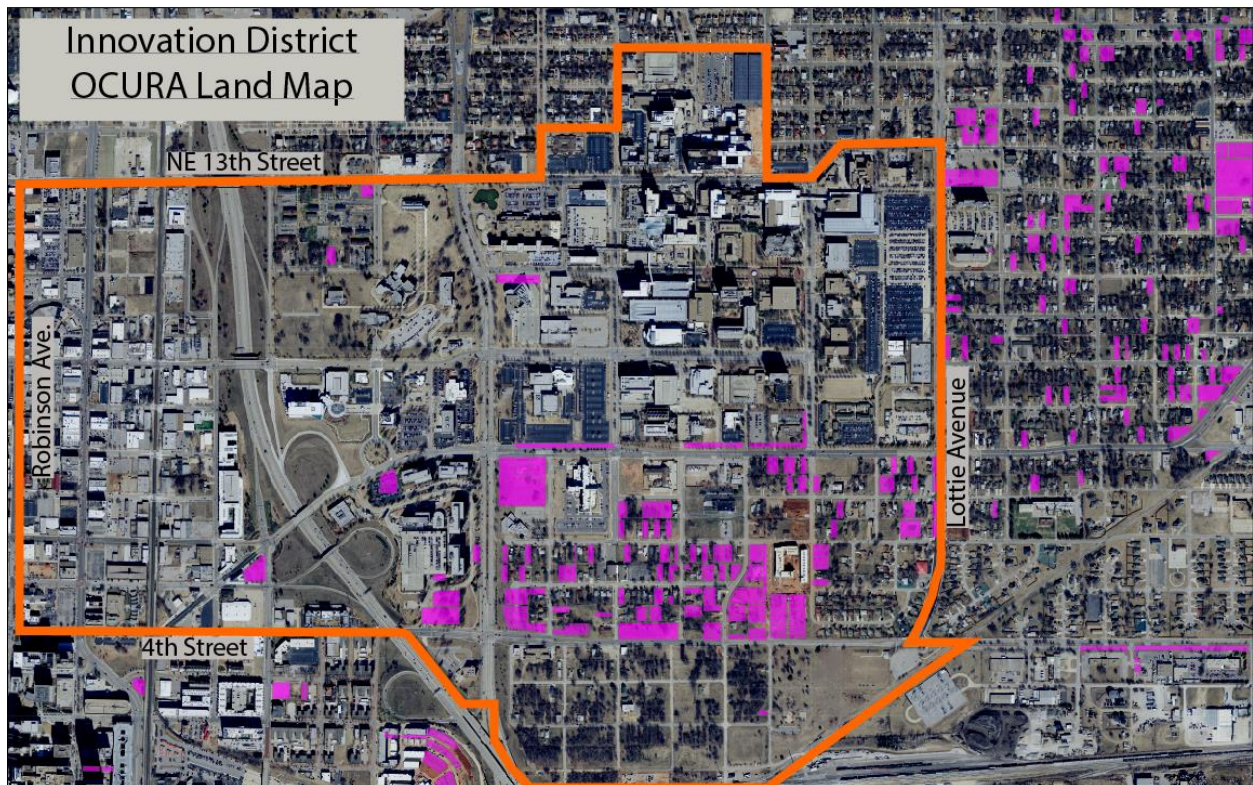 Innovation District
OCURA Land Map
NE 13th Street
Robinson Ave.
Lottie Avenue
4th Street